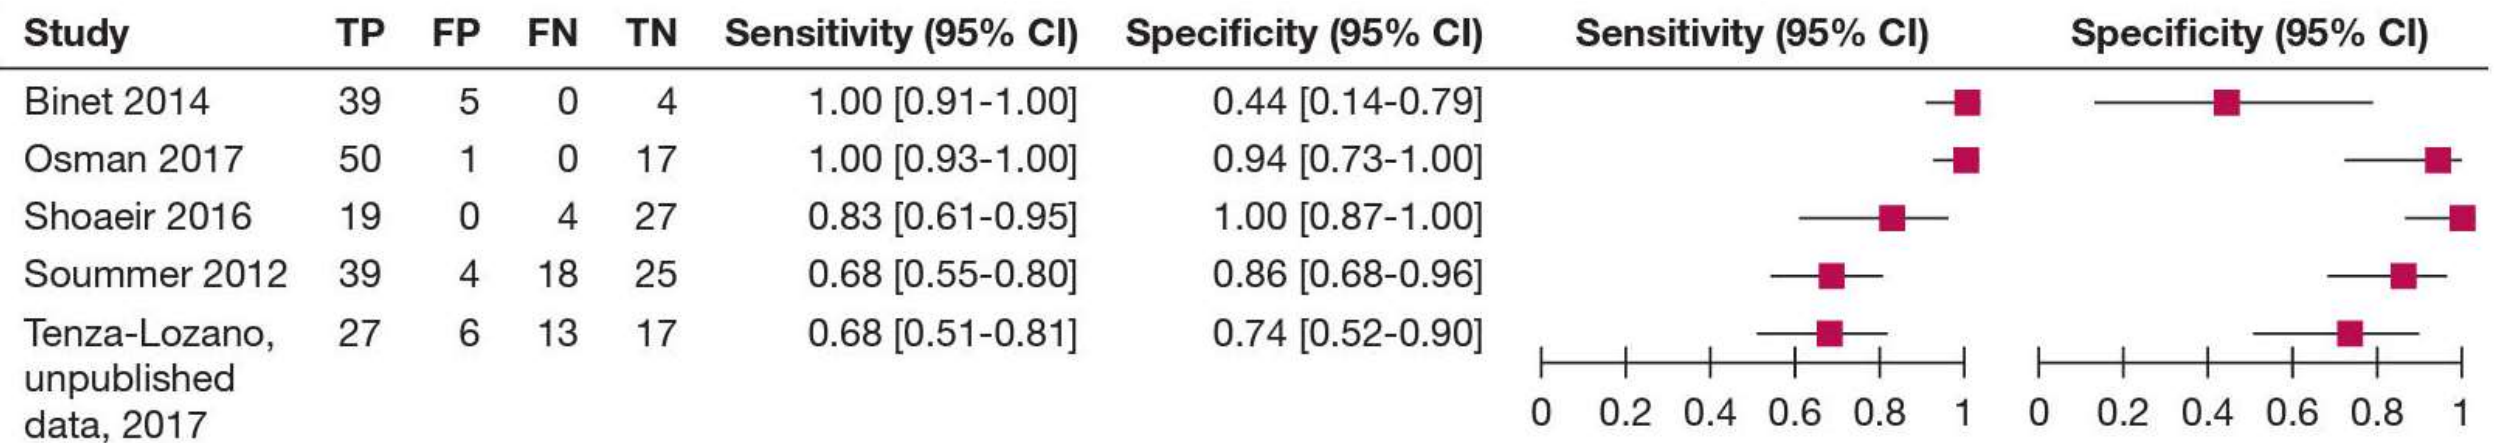 Study TP FP FN TN Sensitivity (95% CI) Specificity (95% CI) Sensitivity (95% CI) Specificity (95% CI)
Binet 2014 39 5 0 4 1.00 [0.91-1.00] 0.44 [0.14-0.79]
Osman 2017 50 1 0 17 1.00 [0.93-1.00] 0.94 [0.73-1.00]
Shoaeir 2016 19 0 4 27 0.83 [0.61-0.95] 1.00 [0.87-1.00]
Soummer 2012 39 4 18 25 0.68 [0.55-0.80] 0.86 [0.68-0.96]
Tenza-Lozano, 27 6 13 17 0.68 [0.51-0.81] 0.74 [0.52-0.90]
unpublished
data, 2017
0 0.2 0.4 0.6 0.8 1 0 0.2 0.4 0.6 0.8 1